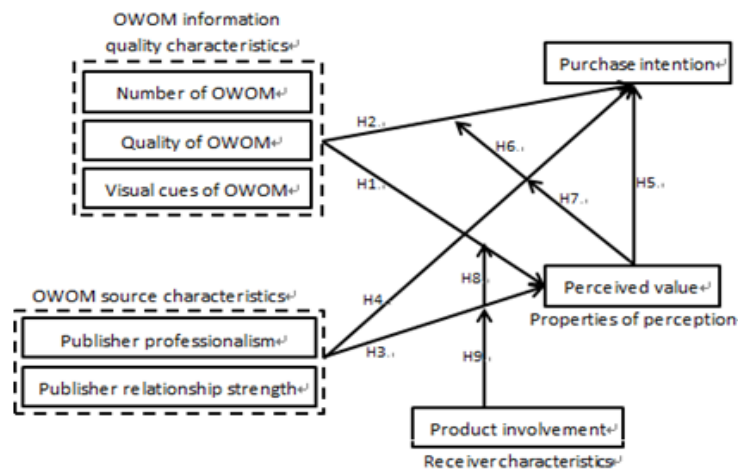 OWOM information
quality characteristics
Number of OWOM
Quality of OWOM
Visual cues of OWOM
Purchase intention
H2.
H6.
H1.
H7.
H5.
OWOM source characteristics
Publisher professionalism
Publisher relationship strength
H4.
H8.
H3.
H9.
Perceived value
Properties of perception
Product involvement
Receiver characteristics